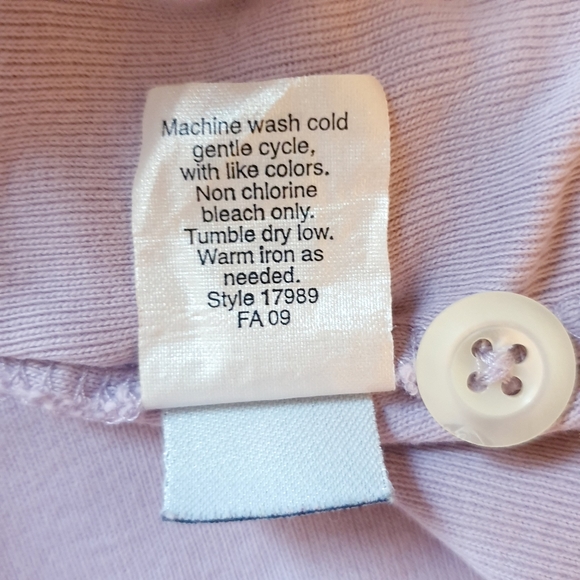 Machine wash cold
gentle cycle,
with like colors.
Non chlorine
bleach only.
Tumble dry low.
Warm iron as
needed.
Style 17989
FA 09